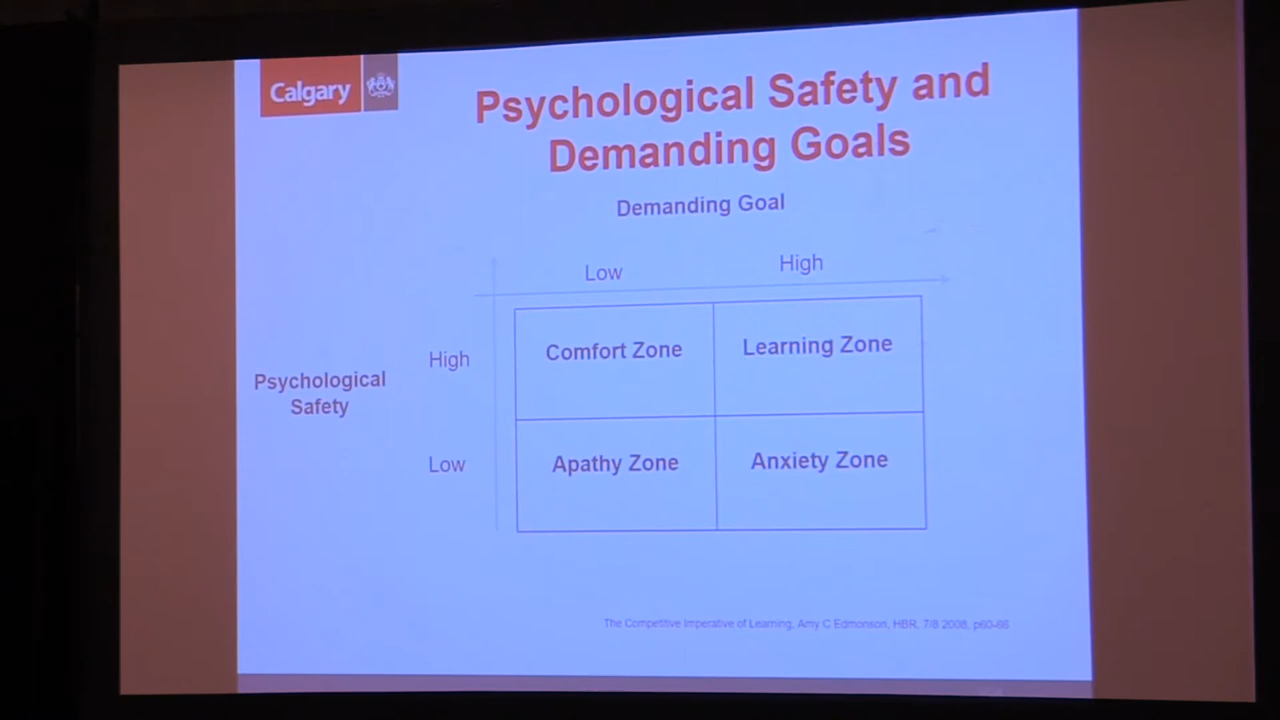 Calgary
Psychological Safety and
Demanding Goals
Demanding Goal
Low
High
High
Comfort Zone
Learning Zone
Psychological
Safety
Low
Apathy Zone
Anxiety Zone
The Competitive Imperative of Learning, Amy C Edmonson, HBR, 7/8 2008, p60-66